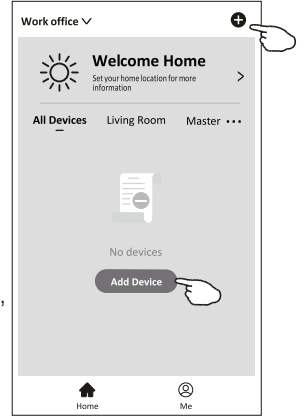 Work office
Welcome Home
Set your home location for more
information
All Devices Living Room Master
No devices
Add Device
,
Home Me